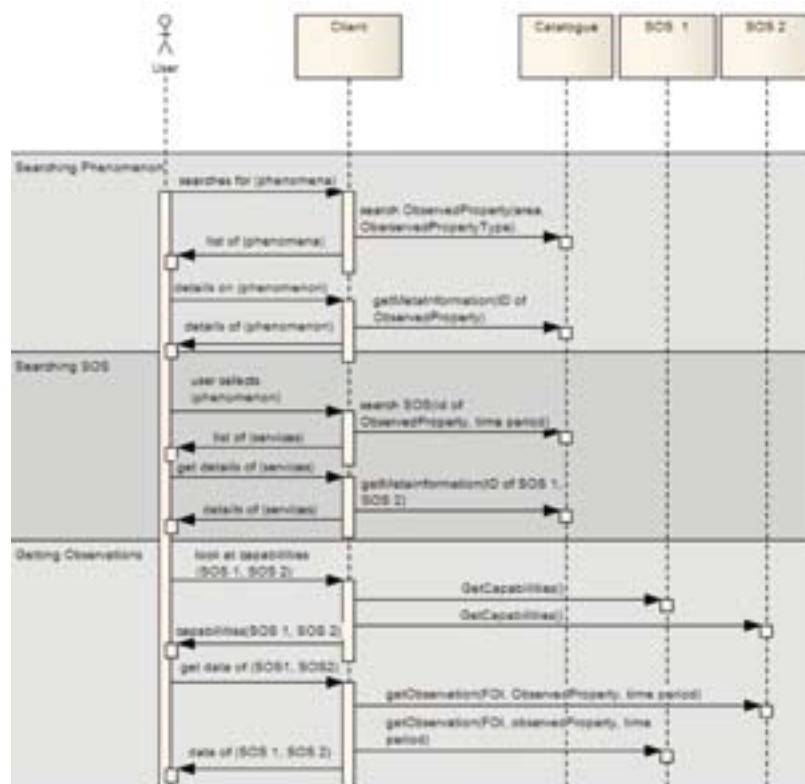 User
Client
Catalogue
SOS 1
SOS 2
Searching Phenomenon
searches for (phenomena)
search ObservedProperty(area,
ObserservedPropertyType)
list of (phenomena)
details on (phenomenon)
getMetaInformation(ID of
ObservedProperty)
details of (phenomenon)
Searching SOS
user selects
(phenomenon)
search SOS(id of
ObservedProperty, time period)
list of (services)
get details of (services)
getMetaInformation(ID of SOS 1,
SOS 2)
details of (services)
Getting Observations
look at capabilities
(SOS 1, SOS 2)
GetCapabilities()
GetCapabilities()
capabilities(SOS 1, SOS 2)
get data of (SOS1, SOS2)
getObservation(FOI, ObservedProperty, time period)
getObservation(FOI, observedProperty, time
period)
data of (SOS 1, SOS 2)